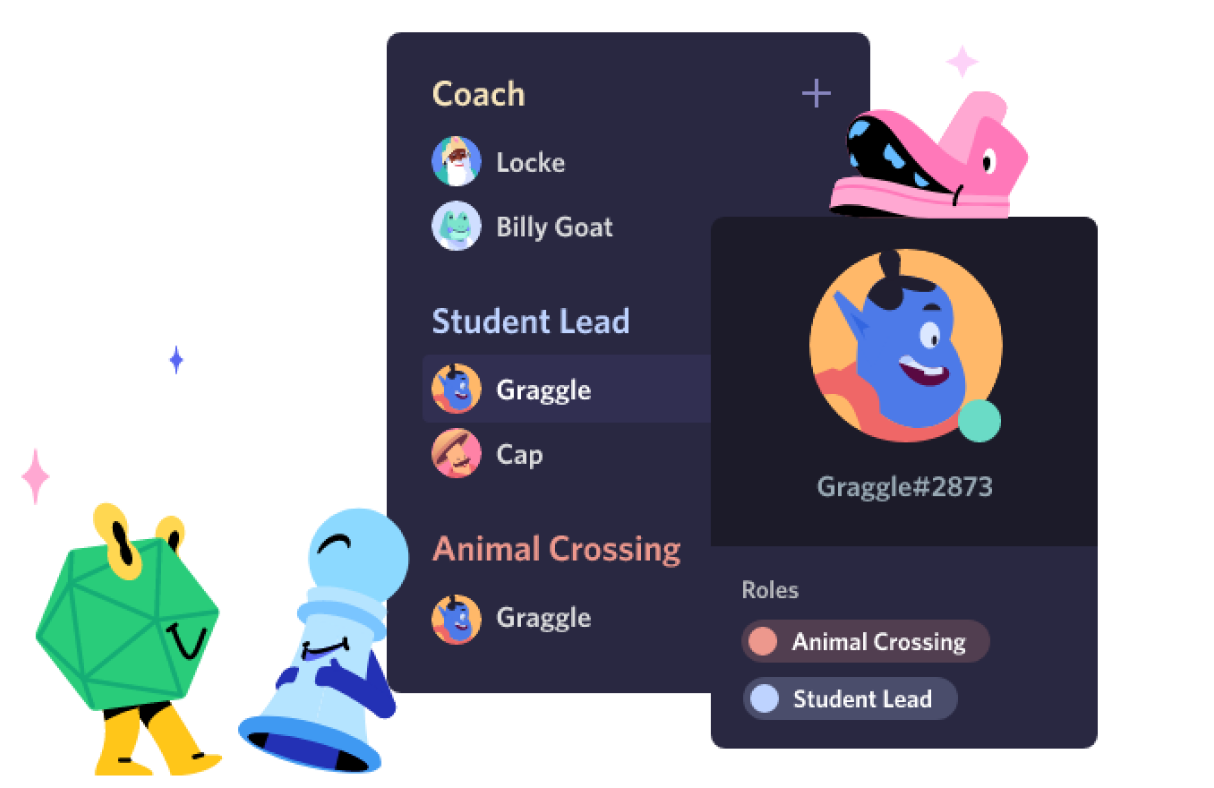 Coach
Locke
Billy Goat
Student Lead
Graggle
Cap
Animal Crossing
Graggle
Graggle#2873
Roles
Animal Crossing
Student Lead